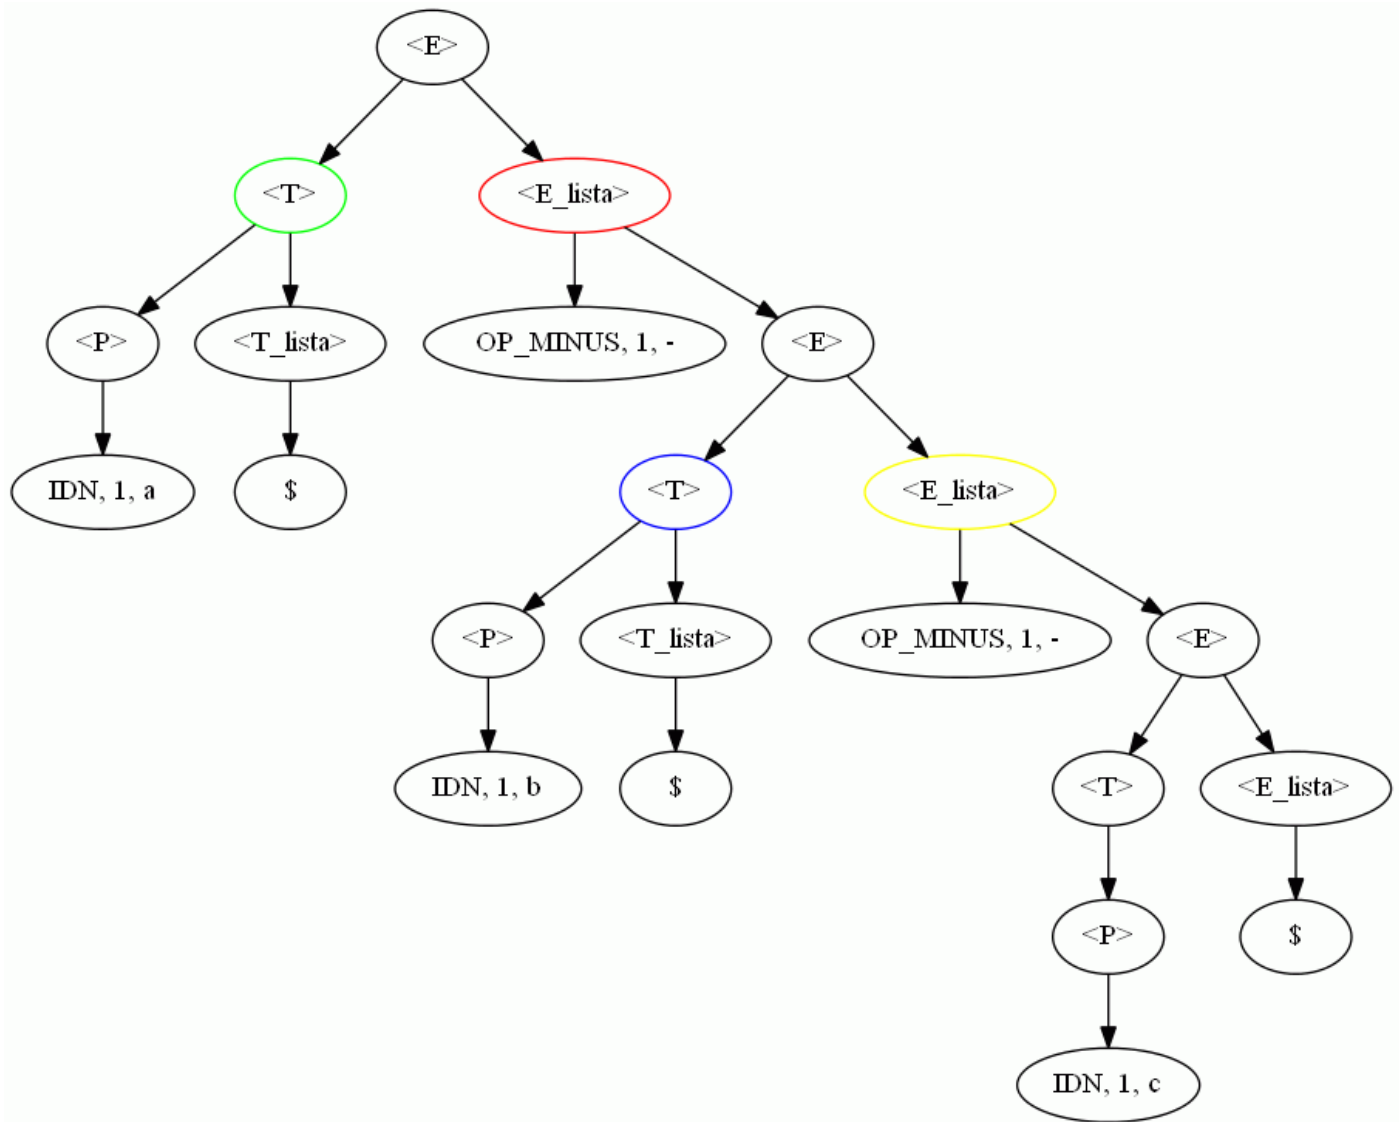 <E>
<T> <E_lista>
<P> <T_lista> OP_MINUS, 1, - <E>
IDN, 1, a $ <T> <E_lista>
<P> <T_lista> OP_MINUS, 1, - <E>
IDN, 1, b $ <T> <E_lista>
<P> $
IDN, 1, c